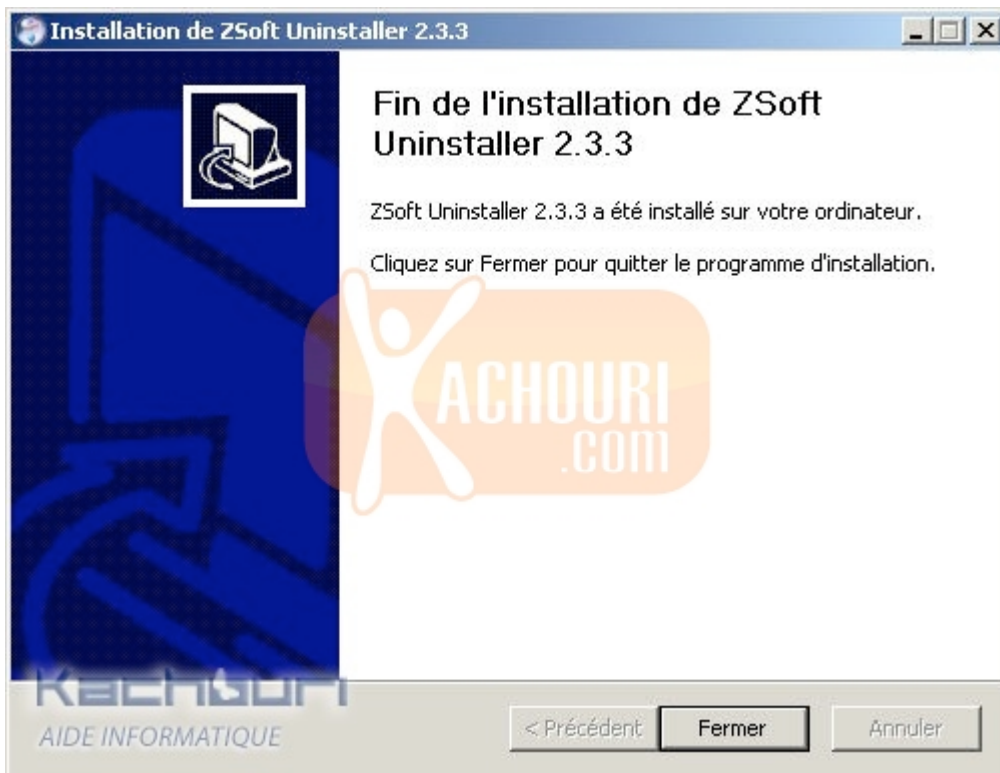 Installation de ZSoft Uninstaller 2.3.3
Fin de l'installation de ZSoft
Uninstaller 2.3.3
ZSoft Uninstaller 2.3.3 a été installé sur votre ordinateur.
Cliquez sur Fermer pour quitter le programme d'installation.
KACHOURI
.com
Kachouri
AIDE INFORMATIQUE
< Précédent
Fermer
Annuler